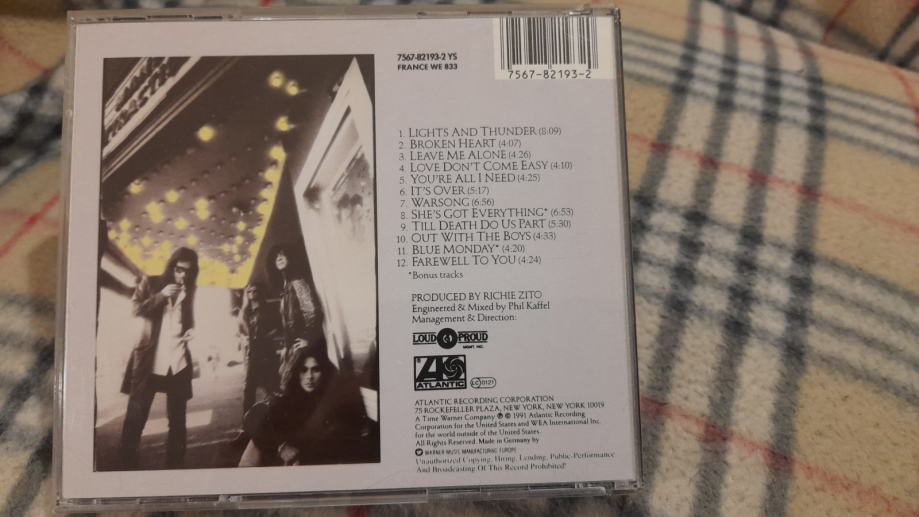 7567-82193-2 YS
FRANCE WE 833
7567-82193-2
1. LIGHTS AND THUNDER (8:09)
2. BROKEN HEART (4:07)
3. LEAVE ME ALONE (4:26)
4. LOVE DON'T COME EASY (4:10)
5. YOU'RE ALL I NEED (4:25)
6. IT'S OVER (5:17)
7. WARSONG (6:56)
8. SHE'S GOT EVERYTHING* (6:53)
9. TILL DEATH DO US PART (5:30)
10. OUT WITH THE BOYS (4:33)
11. BLUE MONDAY* (4:20)
12. FAREWELL TO YOU (4:24)
*Bonus tracks
PRODUCED BY RICHIE ZITO
Engineered & Mixed by Phil Kaffel
Management & Direction:
LOUD PROUD
MGMT. INC.
ATLANTIC
LC 0121
ATLANTIC RECORDING CORPORATION
75 ROCKEFELLER PLAZA, NEW YORK, NEW YORK 10019
A Time Warner Company ℗ © 1991 Atlantic Recording
Corporation for the United States and WEA International Inc.
for the world outside of the United States.
All Rights Reserved. Made in Germany by
WARNER MUSIC MANUFACTURING EUROPE
Unauthorized Copying, Hiring, Lending, Public-Performance
And Broadcasting Of This Record Prohibited